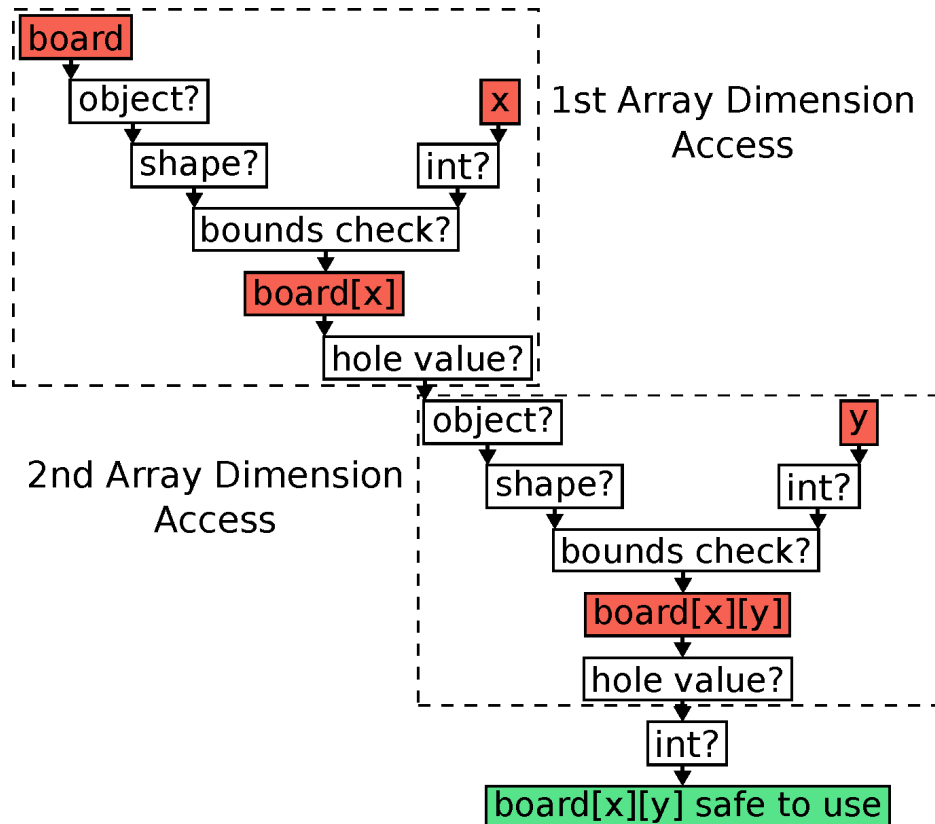 board
object?
x
1st Array Dimension
Access
shape?
int?
bounds check?
board[x]
hole value?
object?
y
2nd Array Dimension
Access
shape?
int?
bounds check?
board[x][y]
hole value?
int?
board[x][y] safe to use